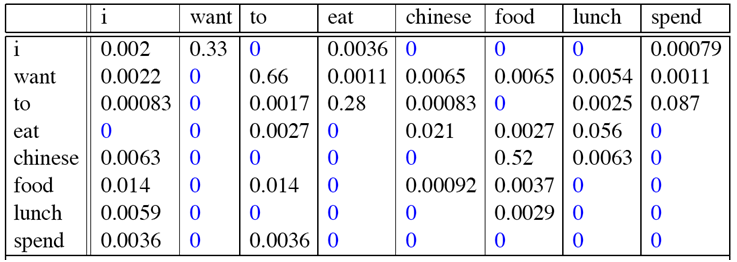 i want to eat chinese food lunch spend
i 0.002 0.33 0 0.0036 0 0 0 0.00079
want 0.0022 0 0.66 0.0011 0.0065 0.0065 0.0054 0.0011
to 0.00083 0 0.0017 0.28 0.00083 0 0.0025 0.087
eat 0 0 0.0027 0 0.021 0.0027 0.056 0
chinese 0.0063 0 0 0 0 0.52 0.0063 0
food 0.014 0 0.014 0 0.00092 0.0037 0 0
lunch 0.0059 0 0 0 0 0.0029 0 0
spend 0.0036 0 0.0036 0 0 0 0 0